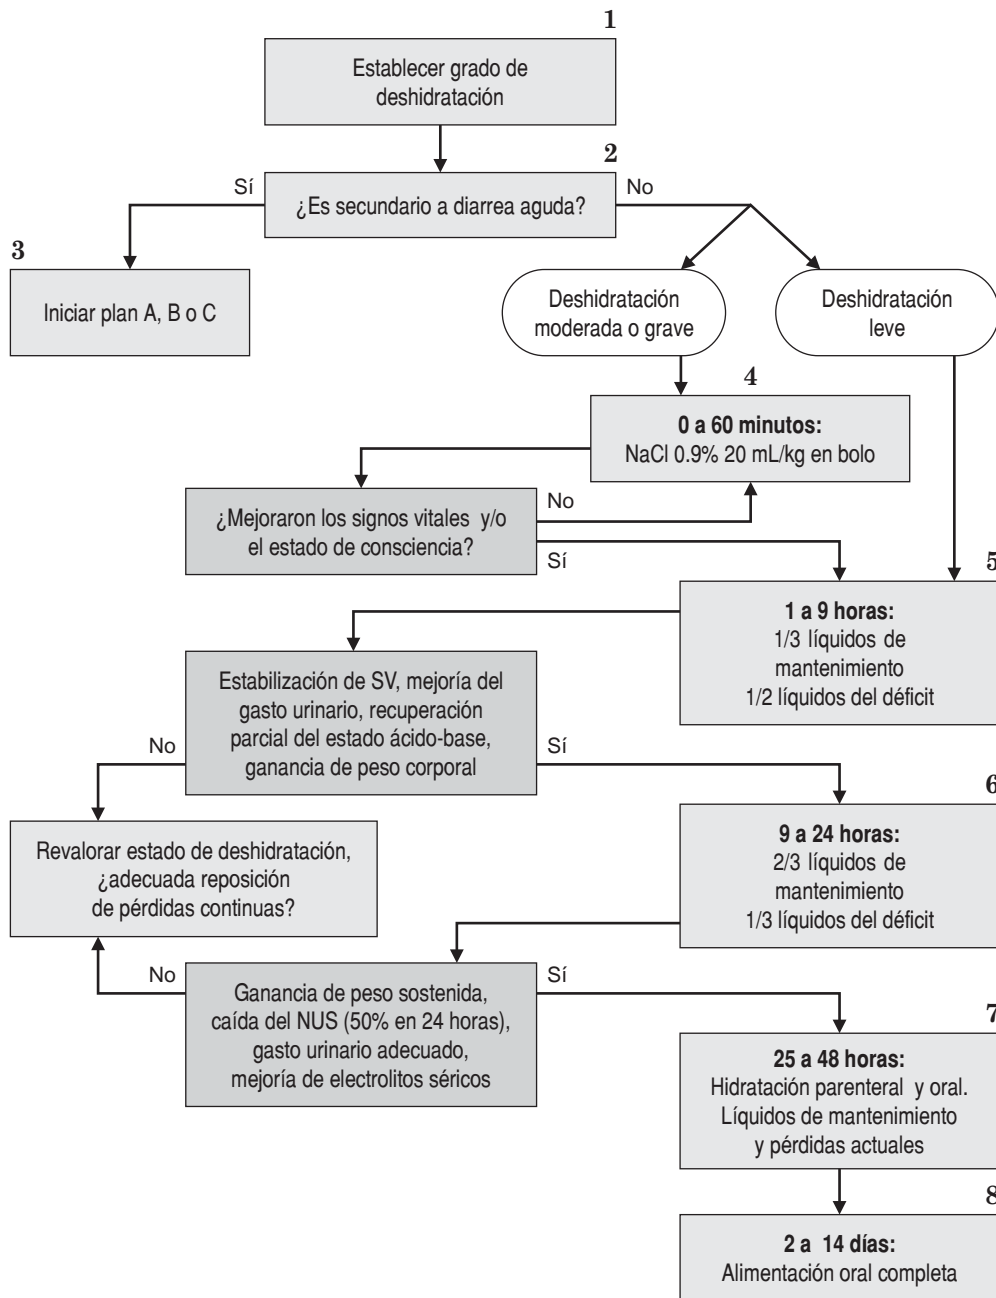 1
Establecer grado de
deshidratación
2
Sí
¿Es secundario a diarrea aguda?
No
3
Iniciar plan A, B o C
Deshidratación
moderada o grave
Deshidratación
leve
4
0 a 60 minutos:
NaCl 0.9% 20 mL/kg en bolo
¿Mejoraron los signos vitales y/o
el estado de consciencia?
No
Sí
5
1 a 9 horas:
1/3 líquidos de
mantenimiento
1/2 líquidos del déficit
Estabilización de SV, mejoría del
gasto urinario, recuperación
parcial del estado ácido-base,
ganancia de peso corporal
No
Sí
6
9 a 24 horas:
2/3 líquidos de
mantenimiento
1/3 líquidos del déficit
Revalorar estado de deshidratación,
¿adecuada reposición
de pérdidas continuas?
No
Sí
Ganancia de peso sostenida,
caída del NUS (50% en 24 horas),
gasto urinario adecuado,
mejoría de electrolitos séricos
7
25 a 48 horas:
Hidratación parenteral y oral.
Líquidos de mantenimiento
y pérdidas actuales
8
2 a 14 días:
Alimentación oral completa